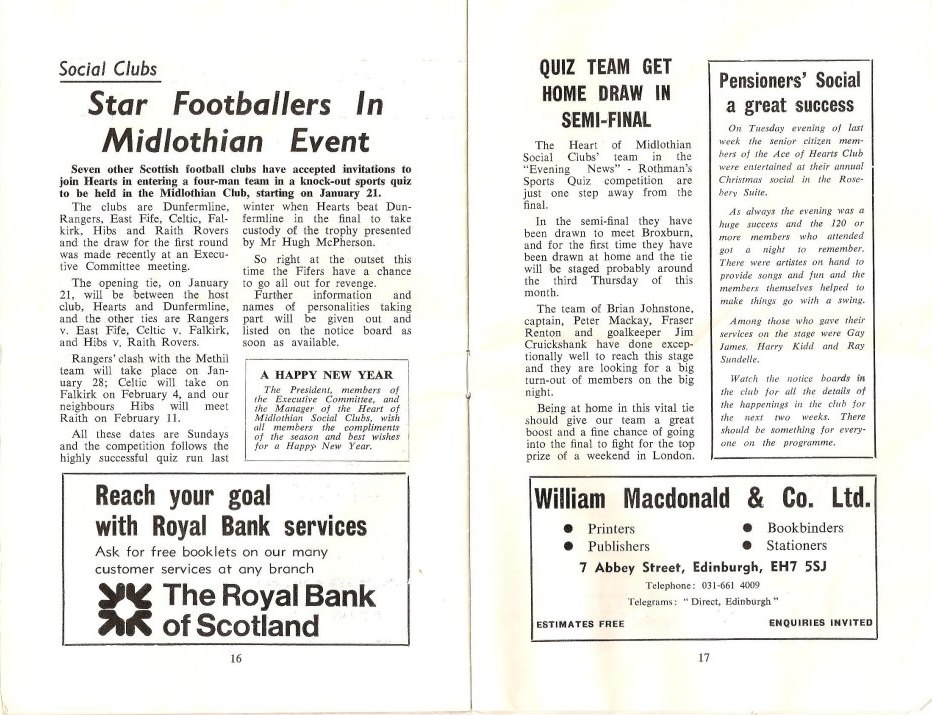 Social Clubs
Star Footballers In
Midlothian Event
Seven other Scottish football clubs have accepted invitations to
join Hearts in entering a four-man team in a knock-out sports quiz
to be held in the Midlothian Club, starting on January 21.
The clubs are Dunfermline,
Rangers, East Fife, Celtic, Fal-
kirk, Hibs and Raith Rovers
and the draw for the first round
was made recently at an Execu-
tive Committee meeting.
The opening tie, on January
21, will be between the host
club, Hearts and Dunfermline,
and the other ties are Rangers
v. East Fife, Celtic v. Falkirk,
and Hibs v. Raith Rovers.
Rangers' clash with the Methil
team will take place on Jan-
uary 28; Celtic will take on
Falkirk on February 4, and our
neighbours Hibs will meet
Raith on February 11.
All these dates are Sundays
and the competition follows the
highly successful quiz run last
winter when Hearts beat Dun-
fermline in the final to take
custody of the trophy presented
by Mr Hugh McPherson.
So right at the outset this
time the Fifers have a chance
to go all out for revenge.
Further information and
names of personalities taking
part will be given out and
listed on the notice board as
soon as available.
A HAPPY NEW YEAR
The President, members of
the Executive Committee, and
the Manager of the Heart of
Midlothian Social Clubs, wish
all members the compliments
of the season and best wishes
for a Happy New Year.
Reach your goal
with Royal Bank services
Ask for free booklets on our many
customer services at any branch
The Royal Bank
of Scotland
16
QUIZ TEAM GET
HOME DRAW IN
SEMI-FINAL
The Heart of Midlothian
Social Clubs' team in the
"Evening News" - Rothman's
Sports Quiz competition are
just one step away from the
final.
In the semi-final they have
been drawn to meet Broxburn,
and for the first time they have
been drawn at home and the tie
will be staged probably around
the third Thursday of this
month.
The team of Brian Johnstone,
captain, Peter Mackay, Fraser
Renton and goalkeeper Jim
Cruickshank have done excep-
tionally well to reach this stage
and they are looking for a big
turn-out of members on the big
night.
Being at home in this vital tie
should give our team a great
boost and a fine chance of going
into the final to fight for the top
prize of a weekend in London.
Pensioners' Social
a great success
On Tuesday evening of last
week the senior citizen mem-
bers of the Ace of Hearts Club
were entertained at their annual
Christmas social in the Rose-
bery Suite.
As always the evening was a
huge success and the 120 or
more members who attended
got a night to remember.
There were artistes on hand to
provide songs and fun and the
members themselves helped to
make things go with a swing.
Among those who gave their
services on the stage were Gay
James, Harry Kidd and Ray
Sundelle.
Watch the notice boards in
the club for all the details of
the happenings in the club for
the next two weeks. There
should be something for every-
one on the programme.
William Macdonald & Co. Ltd.
● Printers ● Bookbinders
● Publishers ● Stationers
7 Abbey Street, Edinburgh, EH7 5SJ
Telephone: 031-661 4009
Telegrams: "Direct, Edinburgh"
ESTIMATES FREE ENQUIRIES INVITED
17